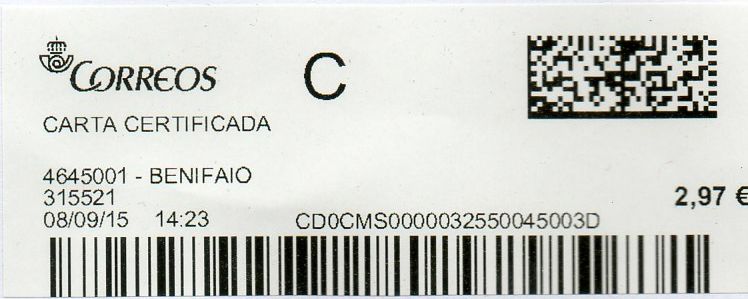 CORREOS
C
CARTA CERTIFICADA
4645001 - BENIFAIO
315521
2,97 €
08/09/15 14:23
CD0CMS0000032550045003D